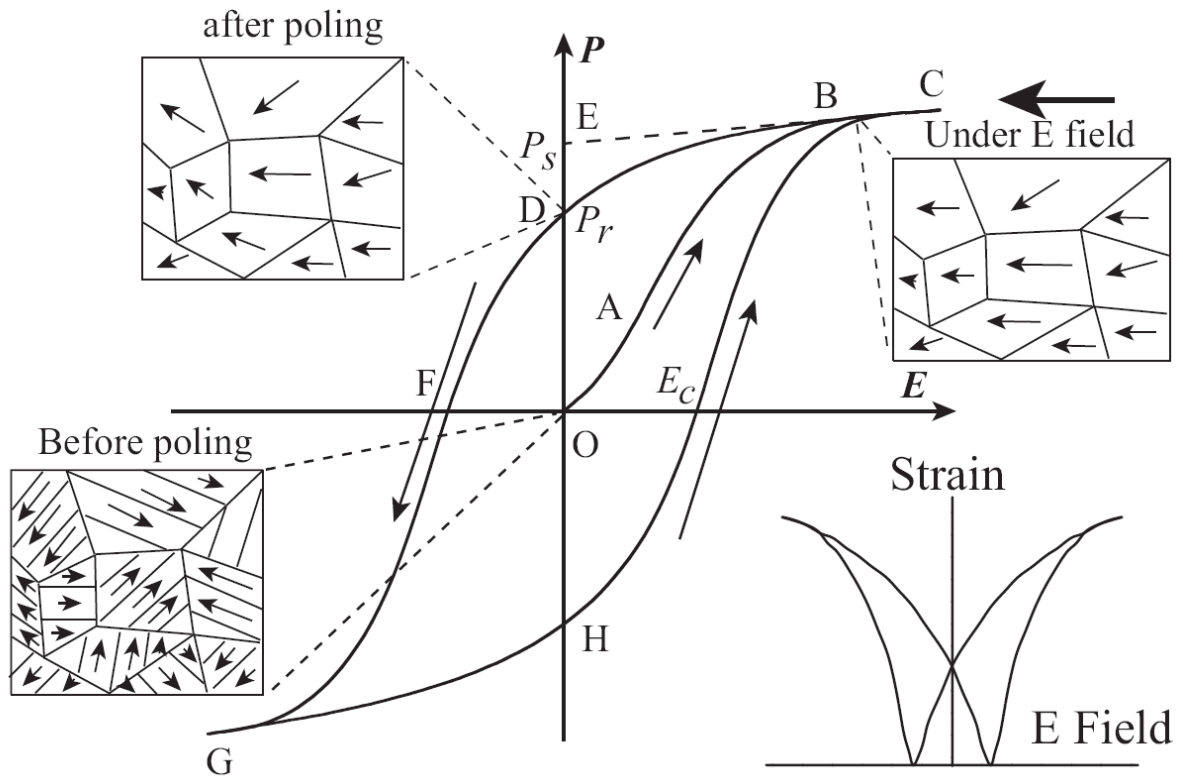 after poling
P
E
B
C
Ps
Under E field
D
Pr
A
F
Ec
E
O
Before poling
Strain
H
E Field
G